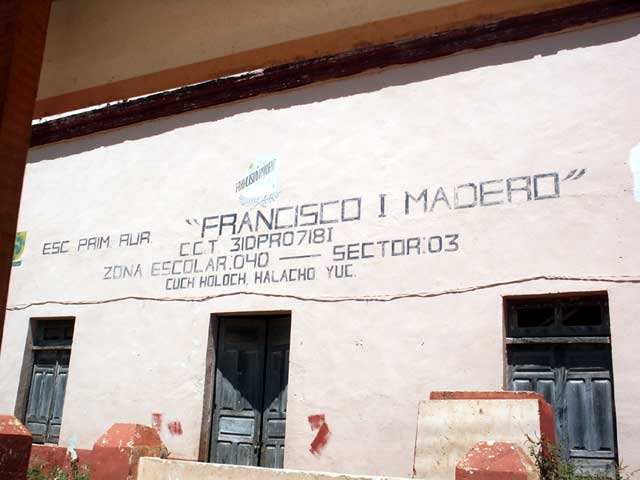 ESC PRIM RUR. "FRANCISCO I MADERO"
C.C.T 31DPR0718I
ZONA ESCOLAR:040 — SECTOR:03
CUCH HOLOCH, HALACHO YUC.